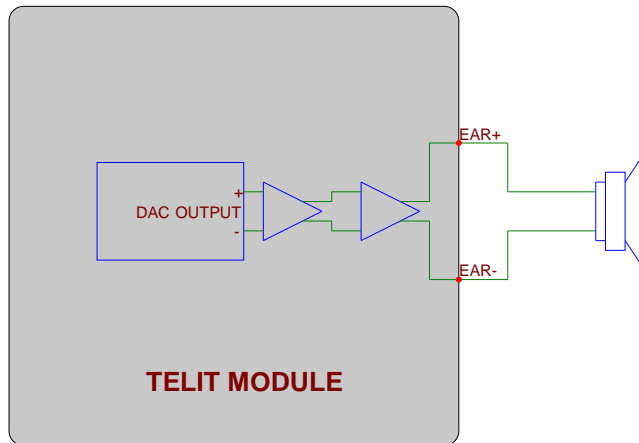 EAR+
+
DAC OUTPUT
-
EAR-
TELIT MODULE